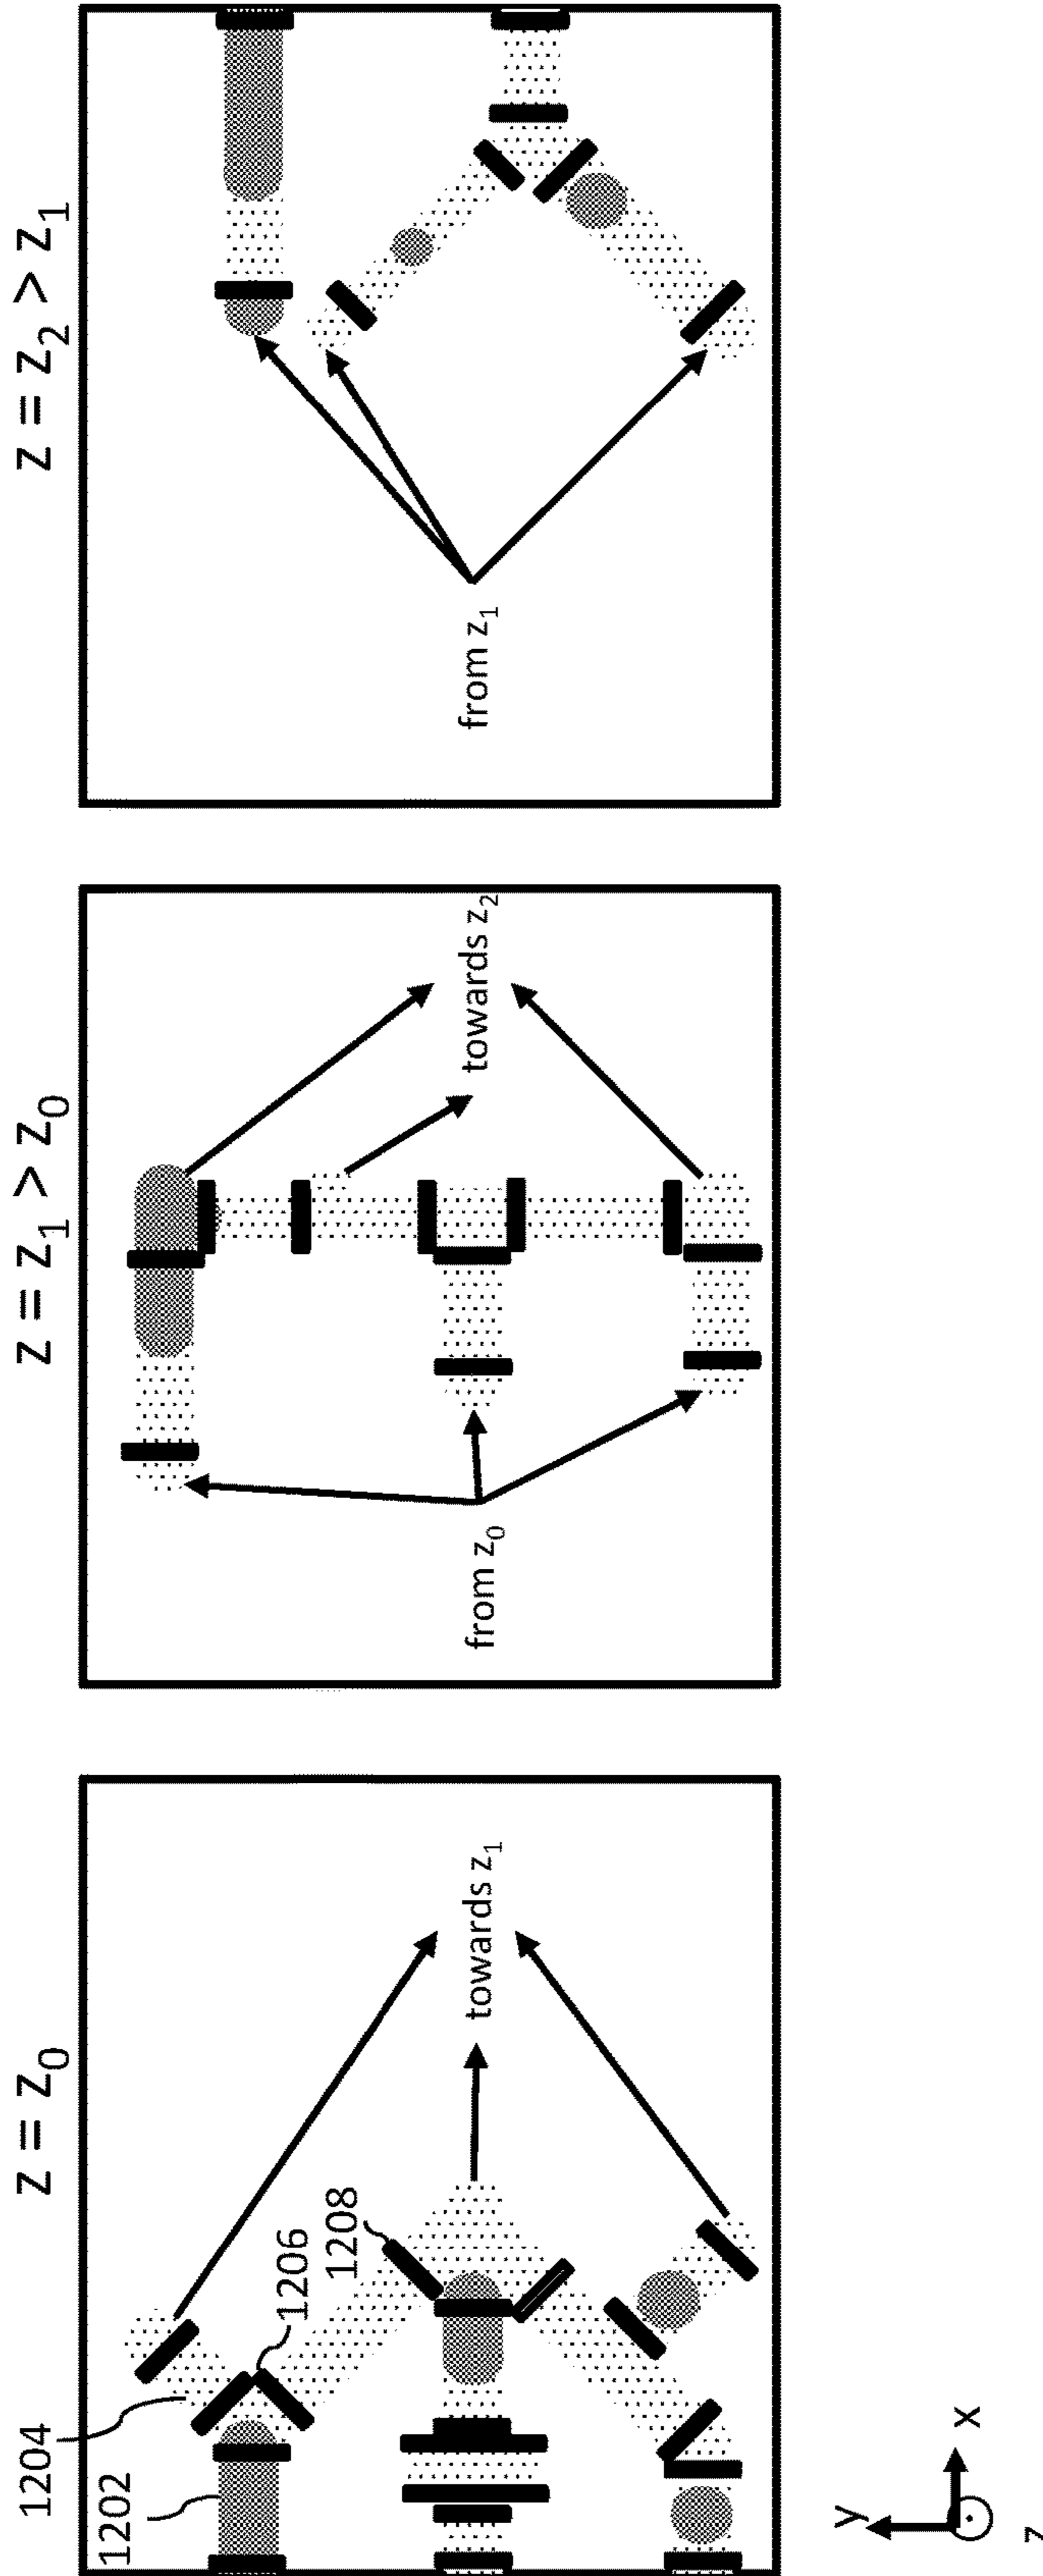 z = z₀
1204
1202
1206
1208
towards z₁
y
x
z
z = z₁ > z₀
from z₀
towards z₂
z = z₂ > z₁
from z₁